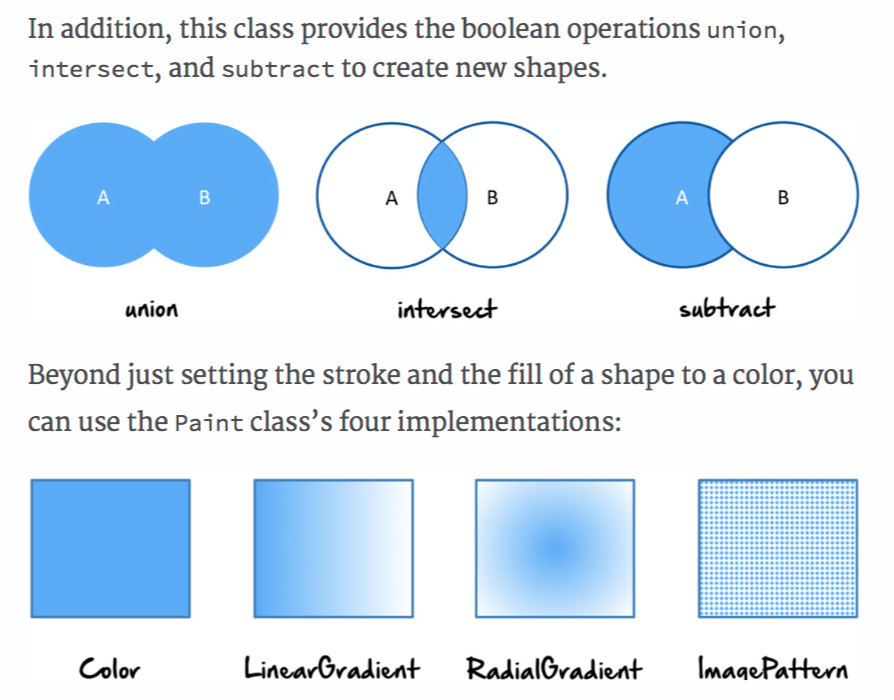 In addition, this class provides the boolean operations union,
intersect, and subtract to create new shapes.
A B A B A B
union intersect subtract
Beyond just setting the stroke and the fill of a shape to a color, you
can use the Paint class’s four implementations:
Color LinearGradient RadialGradient ImagePattern